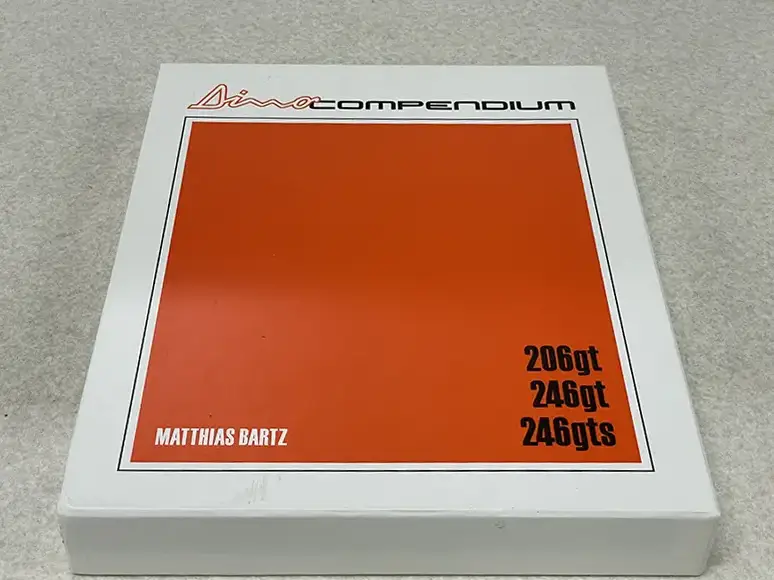 Dino COMPENDIUM
206gt
246gt
246gts
MATTHIAS BARTZ